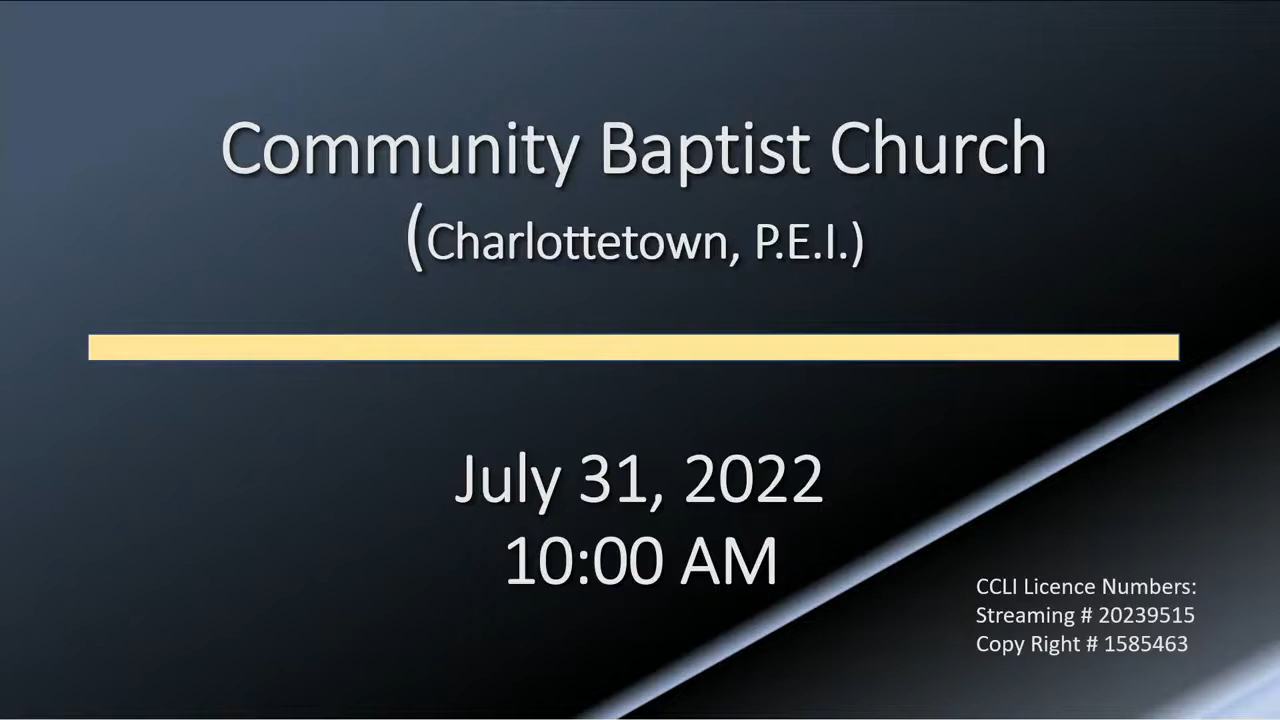 Community Baptist Church
(Charlottetown, P.E.I.)
July 31, 2022
10:00 AM
CCLI Licence Numbers:
Streaming # 20239515
Copy Right # 1585463